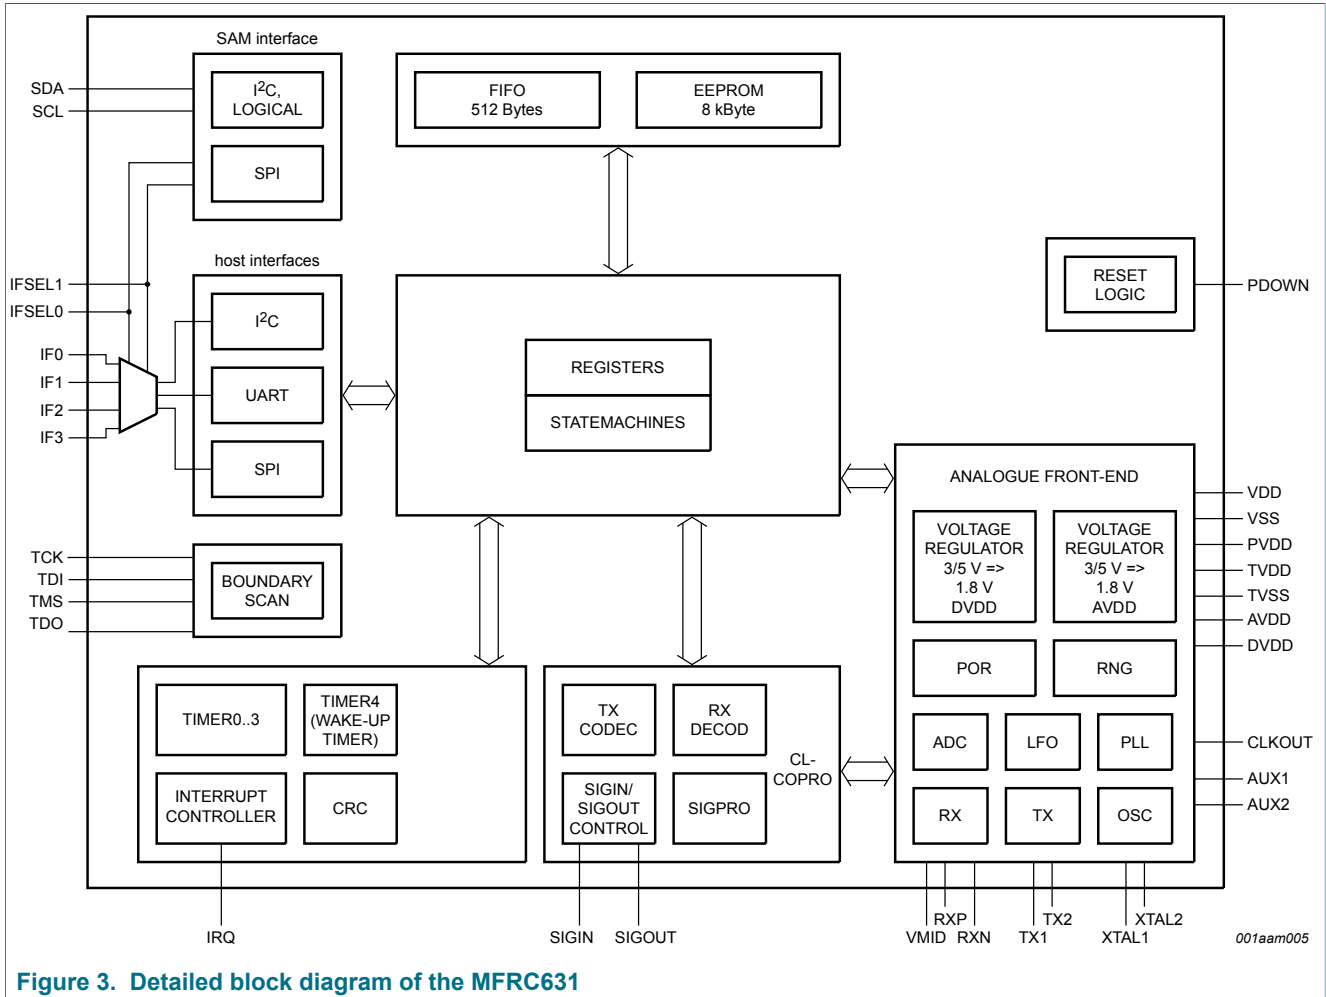 SAM interface
SDA
SCL
I2C,
LOGICAL
SPI
FIFO
512 Bytes
EEPROM
8 kByte
host interfaces
IFSEL1
IFSEL0
IF0
IF1
IF2
IF3
I2C
UART
SPI
REGISTERS
STATEMACHINES
RESET
LOGIC
PDOWN
TCK
TDI
TMS
TDO
BOUNDARY
SCAN
ANALOGUE FRONT-END
VOLTAGE
REGULATOR
3/5 V =>
1.8 V
DVDD
VOLTAGE
REGULATOR
3/5 V =>
1.8 V
AVDD
POR
RNG
ADC
LFO
PLL
RX
TX
OSC
VDD
VSS
PVDD
TVDD
TVSS
AVDD
DVDD
CLKOUT
AUX1
AUX2
TIMER0..3
TIMER4
(WAKE-UP
TIMER)
INTERRUPT
CONTROLLER
CRC
TX
CODEC
RX
DECOD
SIGIN/
SIGOUT
CONTROL
SIGPRO
CL-
COPRO
IRQ
SIGIN
SIGOUT
VMID
RXP
RXN
TX1
TX2
XTAL1
XTAL2
001aam005
Figure 3. Detailed block diagram of the MFRC631